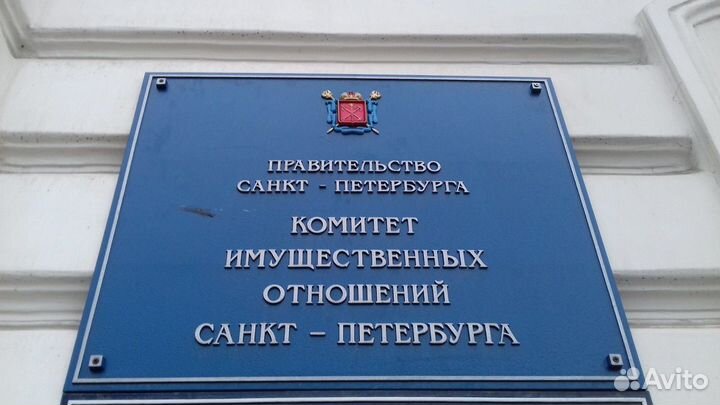 ПРАВИТЕЛЬСТВО
САНКТ - ПЕТЕРБУРГА
КОМИТЕТ
ИМУЩЕСТВЕННЫХ
ОТНОШЕНИЙ
САНКТ – ПЕТЕРБУРГА
Avito